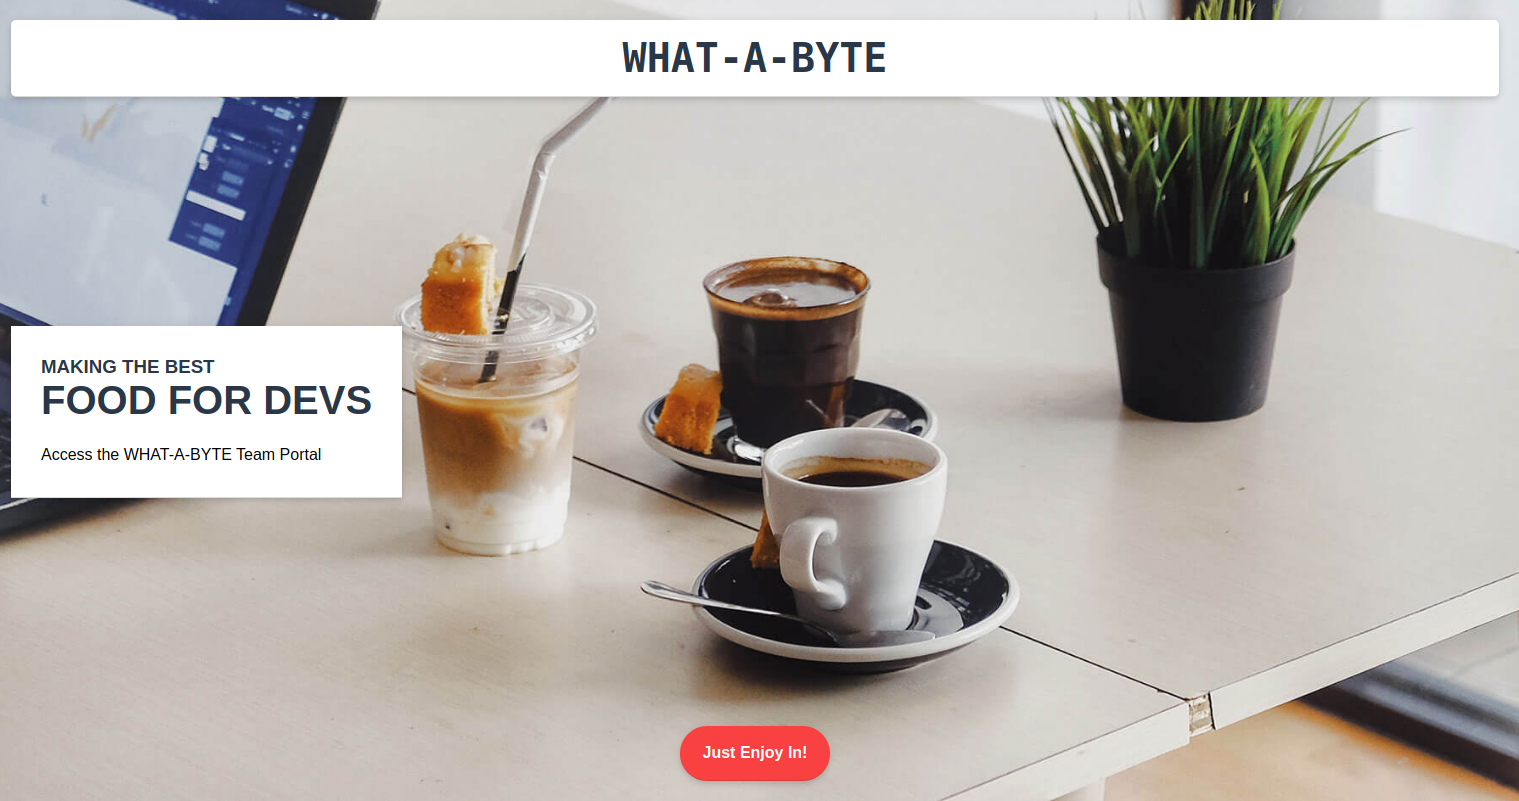 WHAT-A-BYTE
MAKING THE BEST
FOOD FOR DEVS
Access the WHAT-A-BYTE Team Portal
Just Enjoy In!